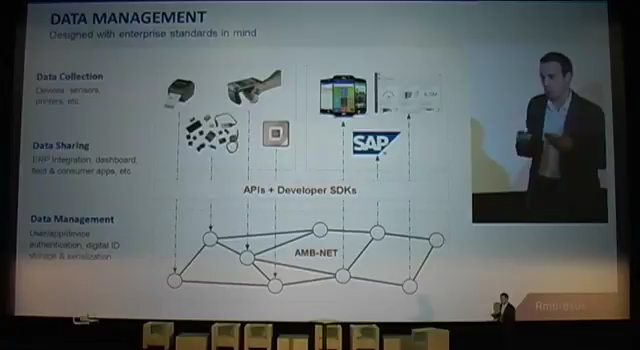 DATA MANAGEMENT
Designed with enterprise standards in mind
Data Collection
Devices, sensors,
printers, etc.
Data Sharing
ERP Integration, dashboard,
field & consumer apps, etc.
SAP
APIs + Developer SDKs
Data Management
User/app/device
authentication, digital ID
storage & serialization
AMB-NET
Ambrosus